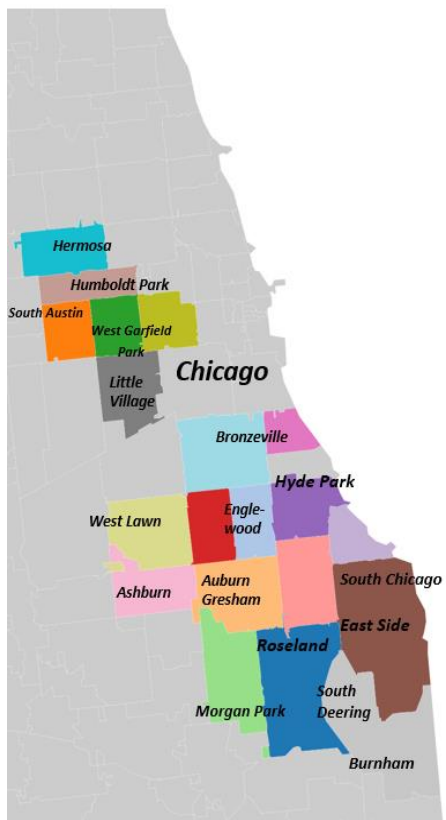 Hermosa
Humboldt Park
South Austin
West Garfield
Park
Little
Village
Chicago
Bronzeville
Hyde Park
West Lawn
Engle-
wood
Ashburn
Auburn
Gresham
South Chicago
East Side
Roseland
Morgan Park
South
Deering
Burnham